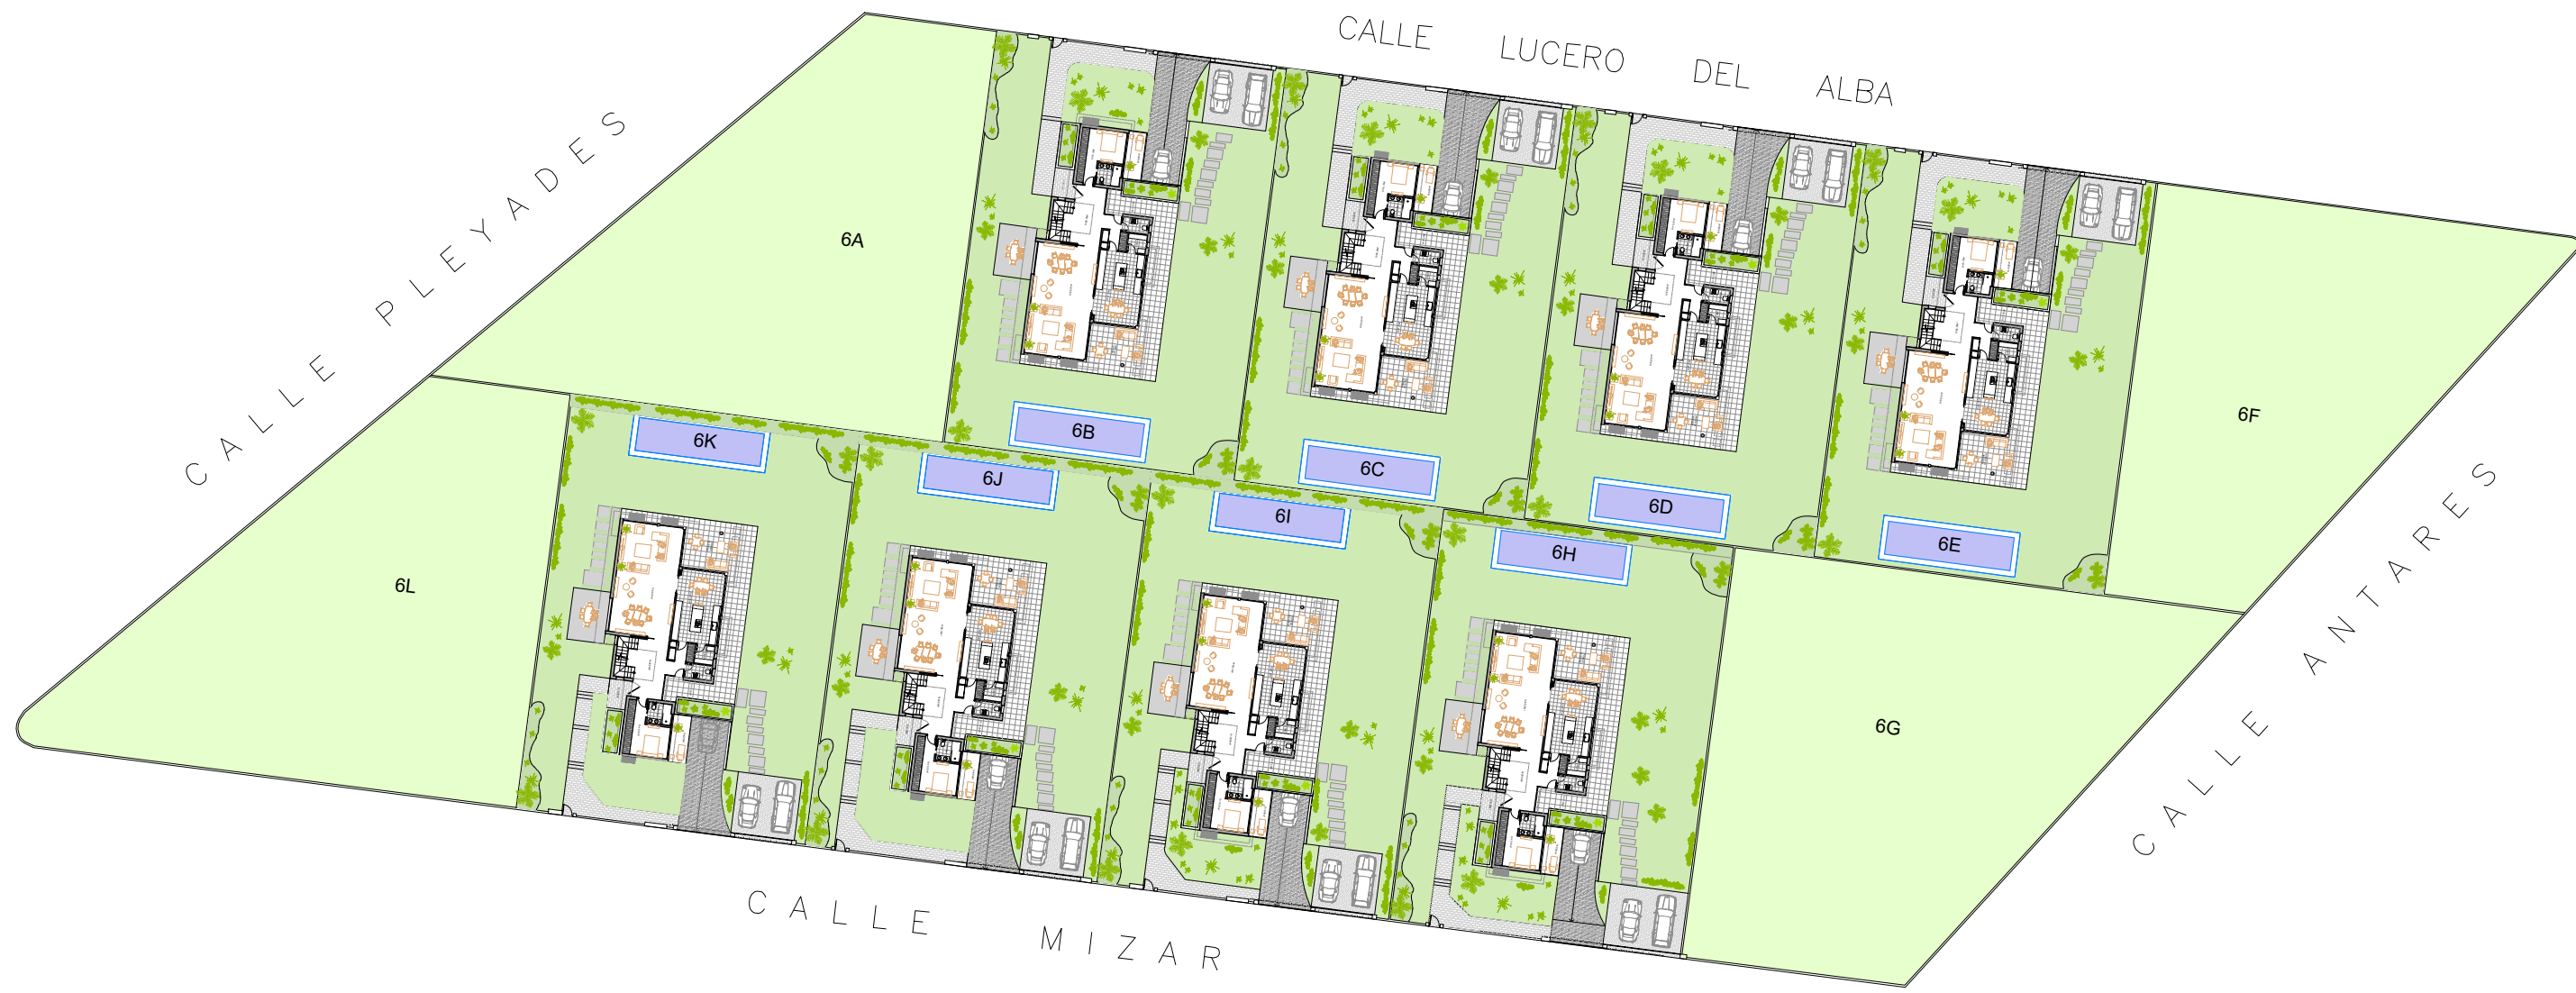 CALLE LUCERO DEL ALBA
CALLE PLEYADES
6A
6B
6C
6D
6E
6F
6K
6J
6I
6H
6L
6G
CALLE ANTARES
CALLE MIZAR